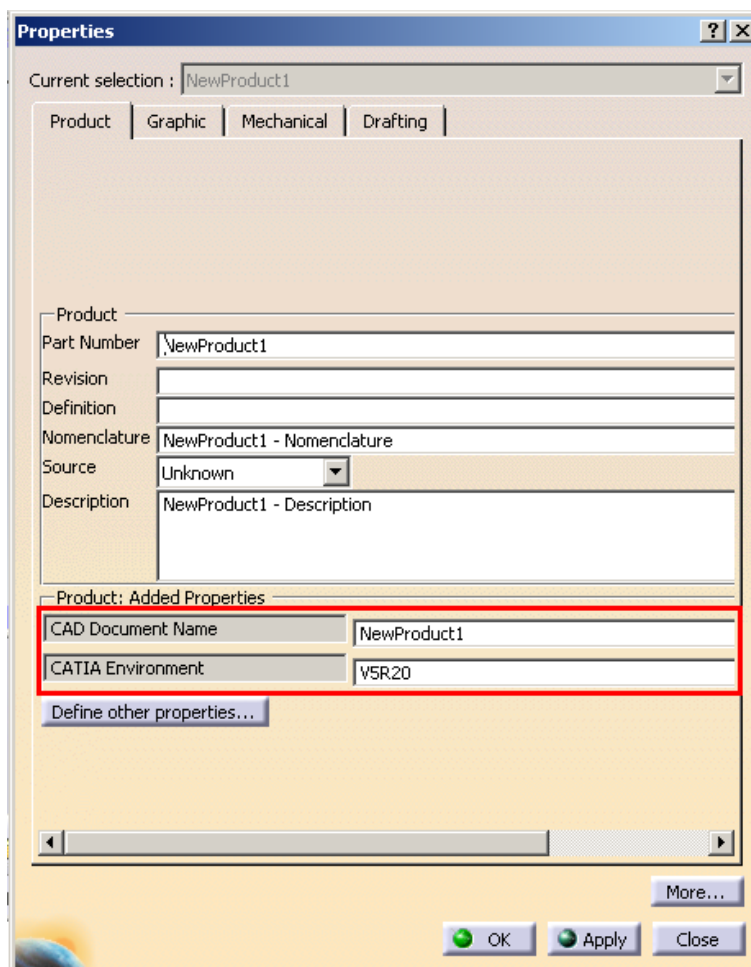 Properties
Current selection : NewProduct1
Product Graphic Mechanical Drafting
Product
Part Number NewProduct1
Revision
Definition
Nomenclature NewProduct1 - Nomenclature
Source Unknown
Description NewProduct1 - Description
Product: Added Properties
CAD Document Name NewProduct1
CATIA Environment V5R20
Define other properties...
More...
OK Apply Close